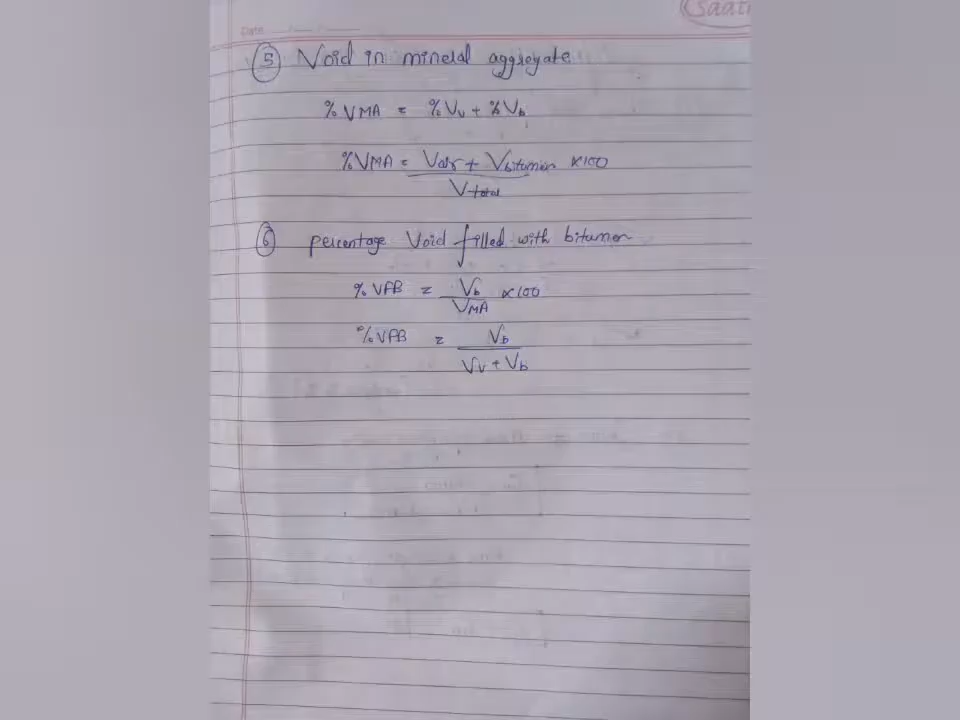 Saat
Date
⑤ Void in mineral aggregate
% VMA = % Vv + % Vb
% VMA = Vair + Vbitumen / Vtotal × 100
⑥ percentage Void filled with bitumen
% VFB = Vb / VMA × 100
% VFB = Vb / Vv + Vb